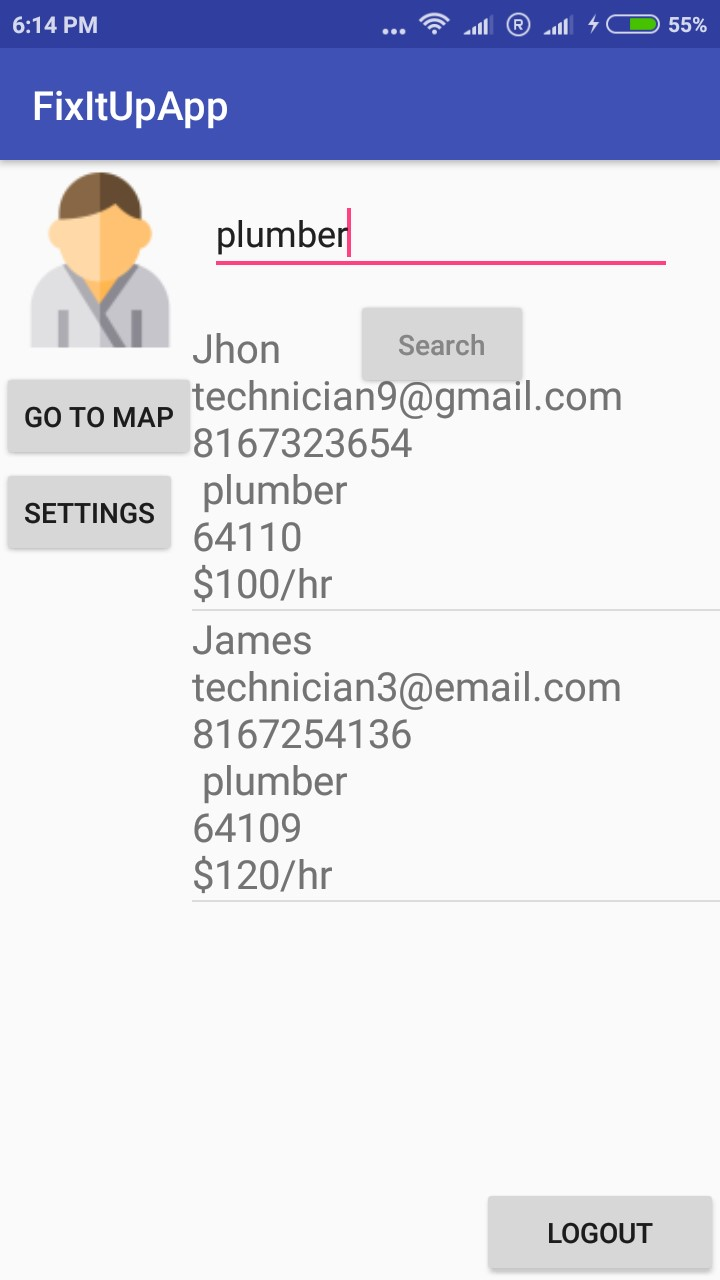 6:14 PM
... R 55%
FixItUpApp
plumber
Search
Jhon
GO TO MAP
technician9@gmail.com
8167323654
plumber
SETTINGS
64110
$100/hr
James
technician3@email.com
8167254136
plumber
64109
$120/hr
LOGOUT